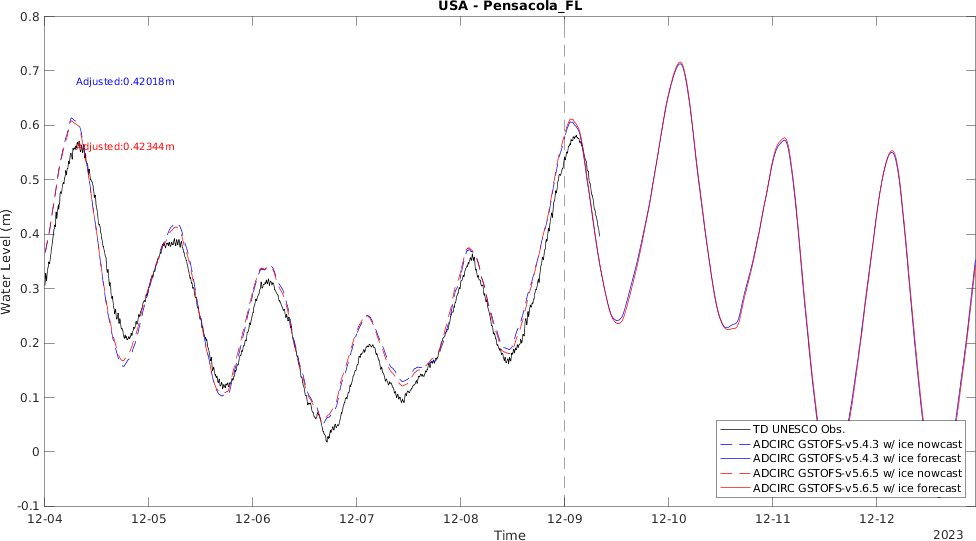 USA - Pensacola_FL
0.8
0.7
0.6
0.5
0.4
0.3
0.2
0.1
0
-0.1
Water Level (m)
Adjusted:0.42018m
Adjusted:0.42344m
12-04 12-05 12-06 12-07 12-08 12-09 12-10 12-11 12-12
Time
2023
TD UNESCO Obs.
ADCIRC GSTOFS-v5.4.3 w/ ice nowcast
ADCIRC GSTOFS-v5.4.3 w/ ice forecast
ADCIRC GSTOFS-v5.6.5 w/ ice nowcast
ADCIRC GSTOFS-v5.6.5 w/ ice forecast